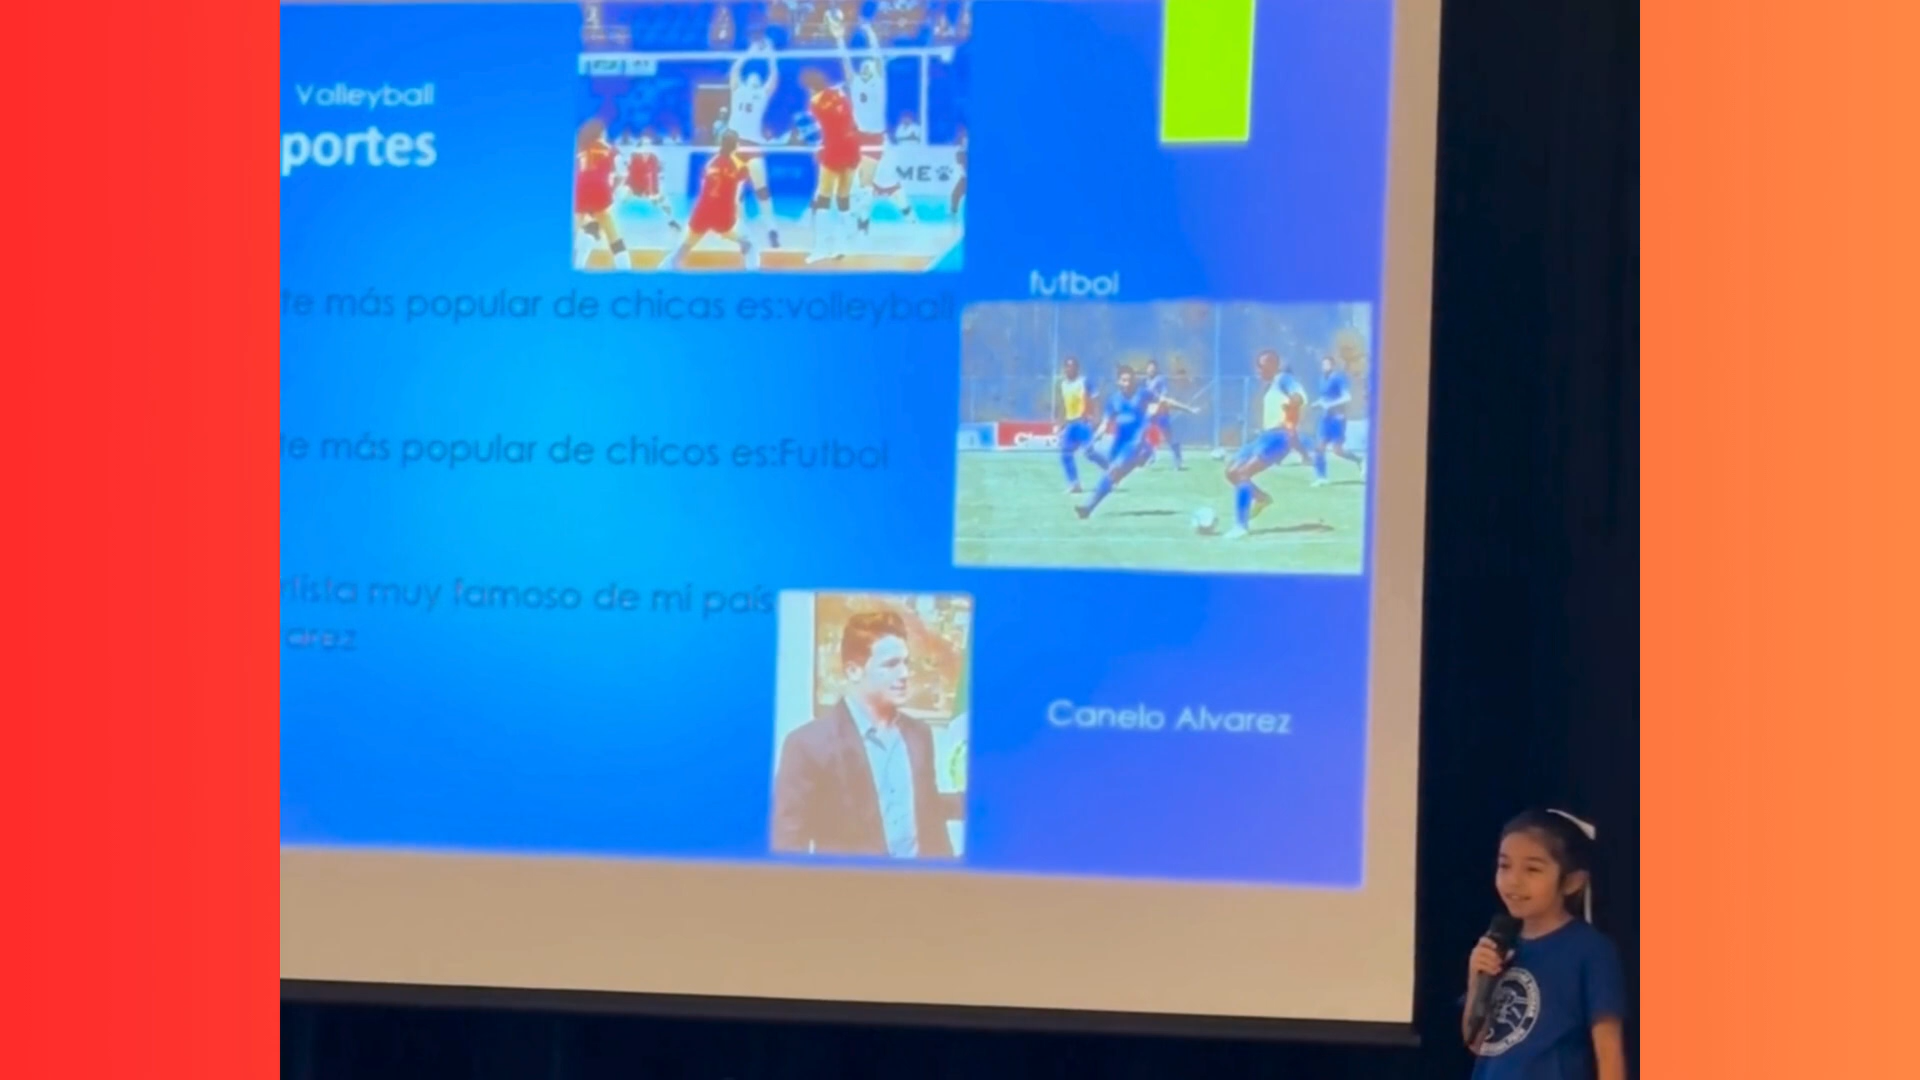 Volleyball
portes
te más popular de chicas es:volleyball
futbol
te más popular de chicos es:Futbol
rtista muy famoso de mi país
Canelo Alvarez